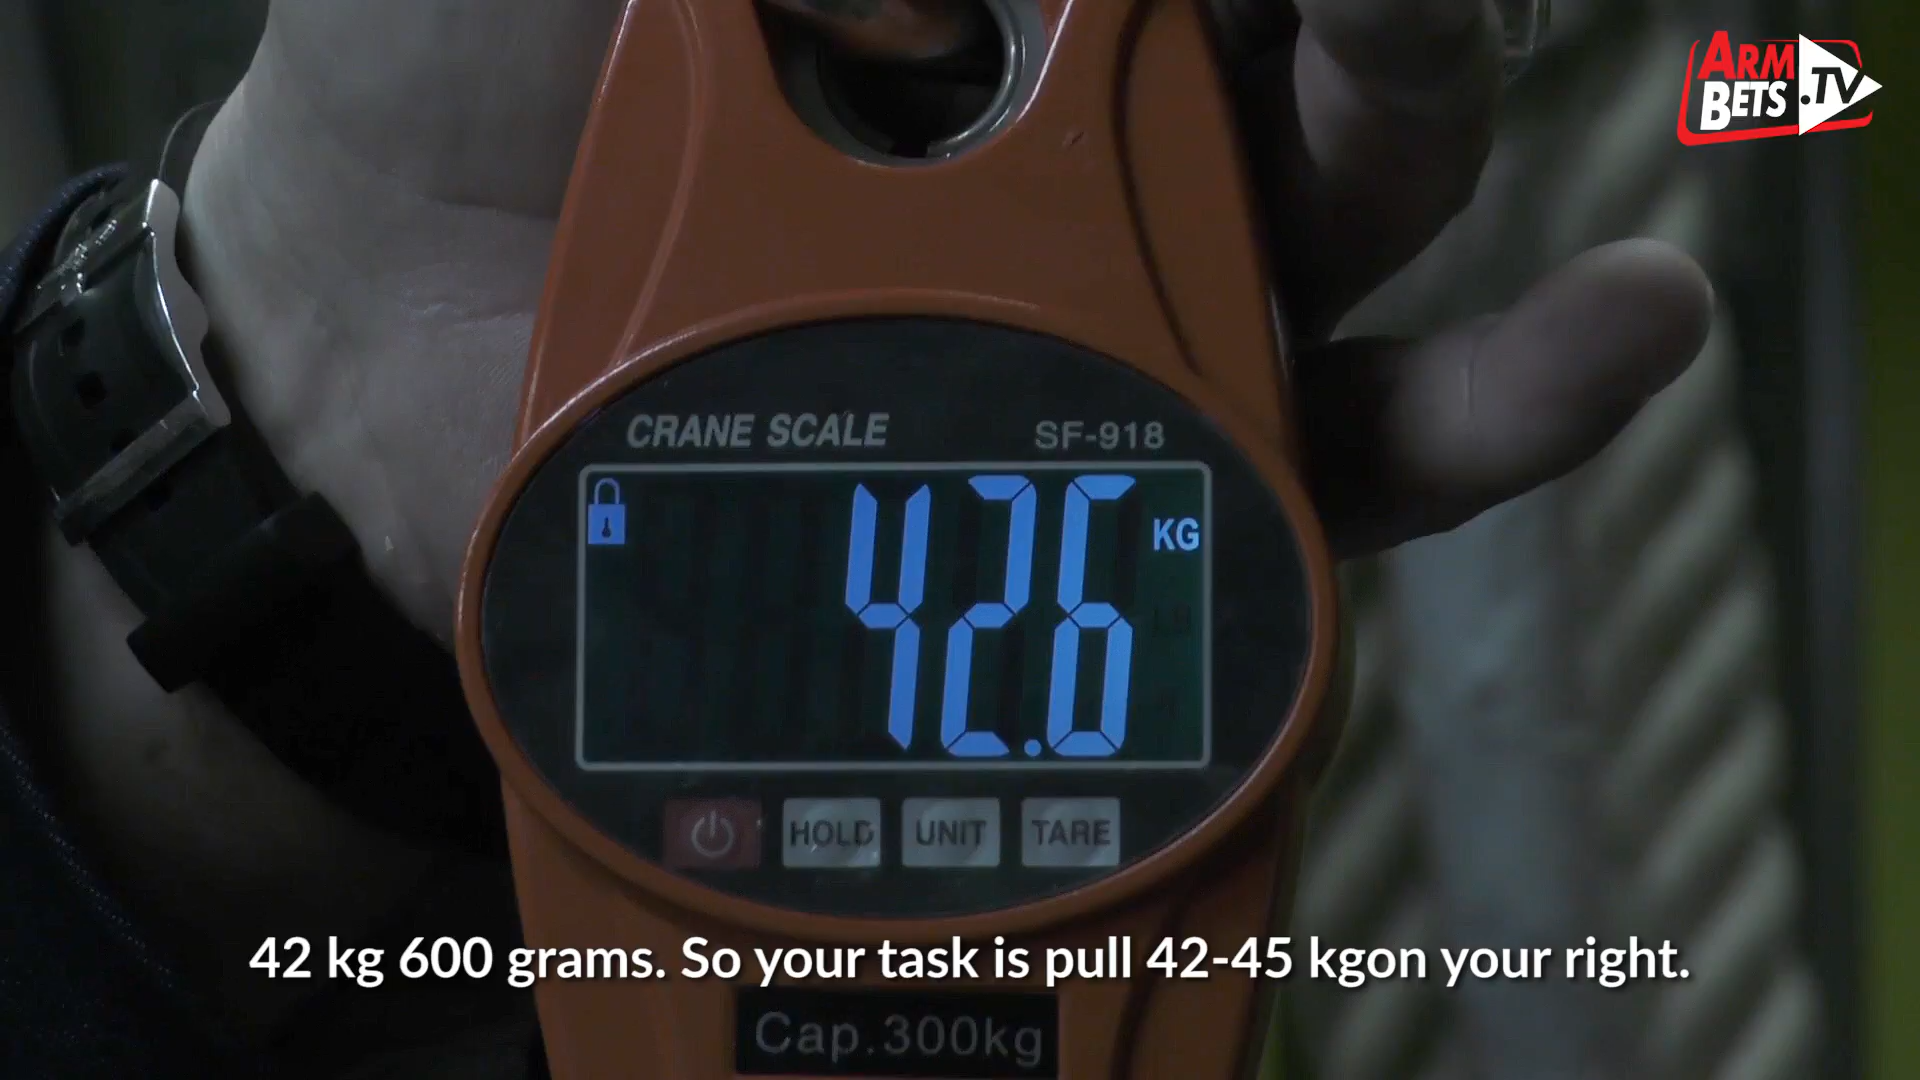 ARM
BETS .TV
CRANE SCALE SF-918
42.6 KG
HOLD UNIT TARE
42 kg 600 grams. So your task is pull 42-45 kgon your right.
Cap.300kg